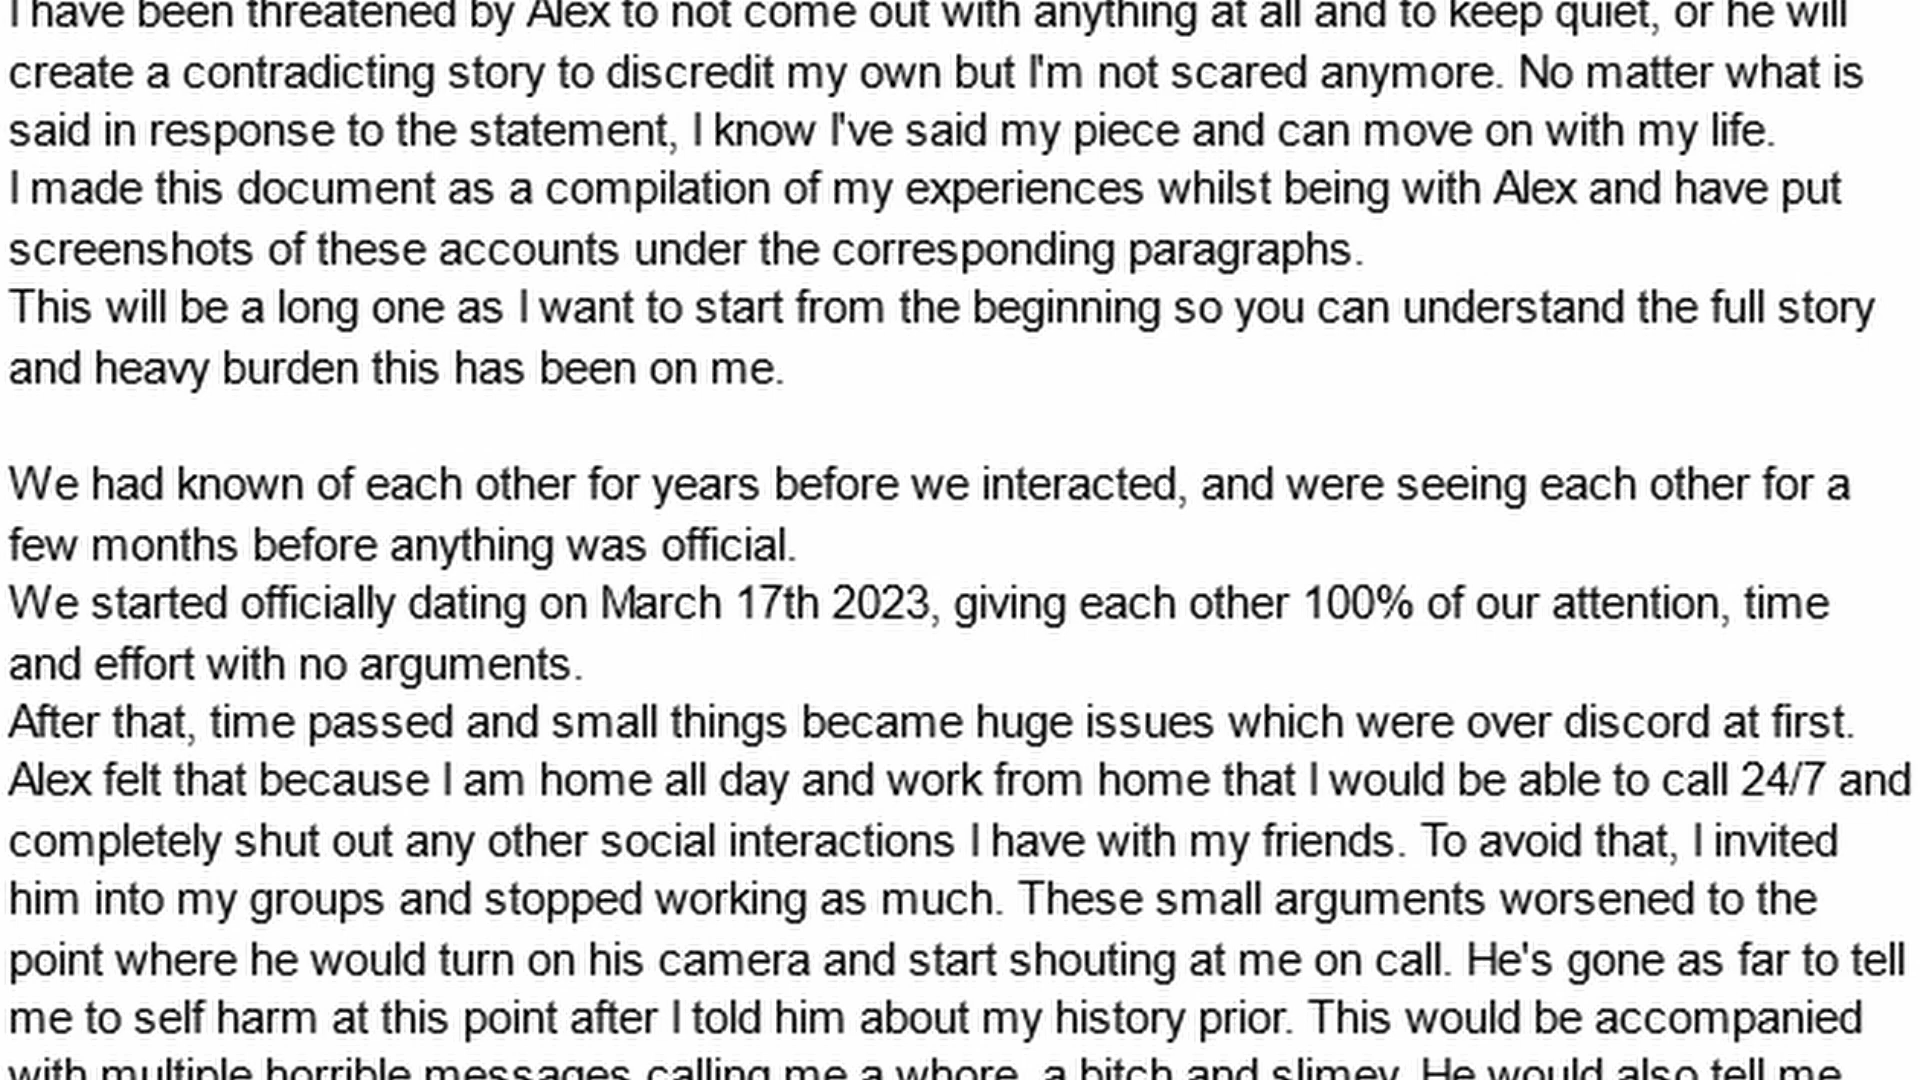 I have been threatened by Alex to not come out with anything at all and to keep quiet, or he will
create a contradicting story to discredit my own but I'm not scared anymore. No matter what is
said in response to the statement, I know I've said my piece and can move on with my life.
I made this document as a compilation of my experiences whilst being with Alex and have put
screenshots of these accounts under the corresponding paragraphs.
This will be a long one as I want to start from the beginning so you can understand the full story
and heavy burden this has been on me.
We had known of each other for years before we interacted, and were seeing each other for a
few months before anything was official.
We started officially dating on March 17th 2023, giving each other 100% of our attention, time
and effort with no arguments.
After that, time passed and small things became huge issues which were over discord at first.
Alex felt that because I am home all day and work from home that I would be able to call 24/7 and
completely shut out any other social interactions I have with my friends. To avoid that, I invited
him into my groups and stopped working as much. These small arguments worsened to the
point where he would turn on his camera and start shouting at me on call. He's gone as far to tell
me to self harm at this point after I told him about my history prior. This would be accompanied
with multiple horrible messages calling me a whore, a bitch and slimey. He would also tell me